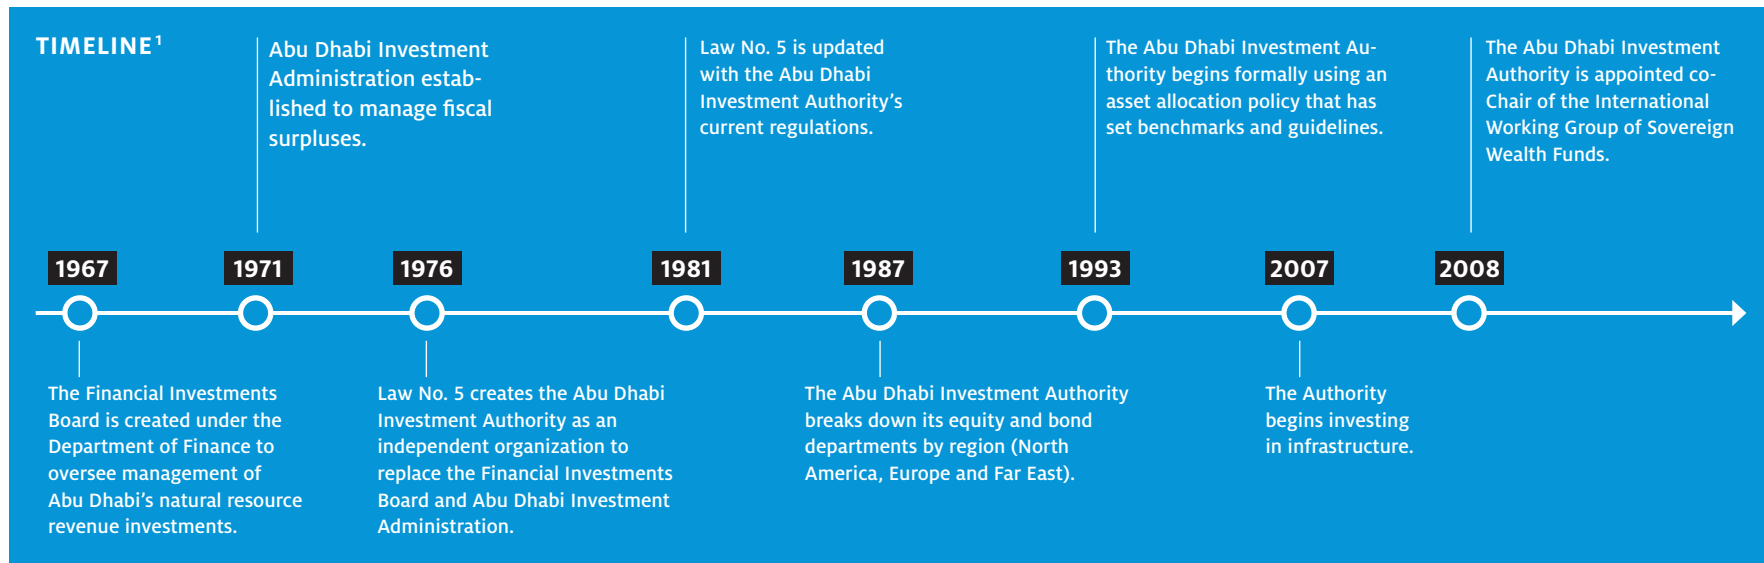 TIMELINE¹
Abu Dhabi Investment
Administration estab-
lished to manage fiscal
surpluses.
Law No. 5 is updated
with the Abu Dhabi
Investment Authority’s
current regulations.
The Abu Dhabi Investment Au-
thority begins formally using an
asset allocation policy that has
set benchmarks and guidelines.
The Abu Dhabi Investment
Authority is appointed co-
Chair of the International
Working Group of Sovereign
Wealth Funds.
1967
1971
1976
1981
1987
1993
2007
2008
The Financial Investments
Board is created under the
Department of Finance to
oversee management of
Abu Dhabi’s natural resource
revenue investments.
Law No. 5 creates the Abu Dhabi
Investment Authority as an
independent organization to
replace the Financial Investments
Board and Abu Dhabi Investment
Administration.
The Abu Dhabi Investment Authority
breaks down its equity and bond
departments by region (North
America, Europe and Far East).
The Authority
begins investing
in infrastructure.